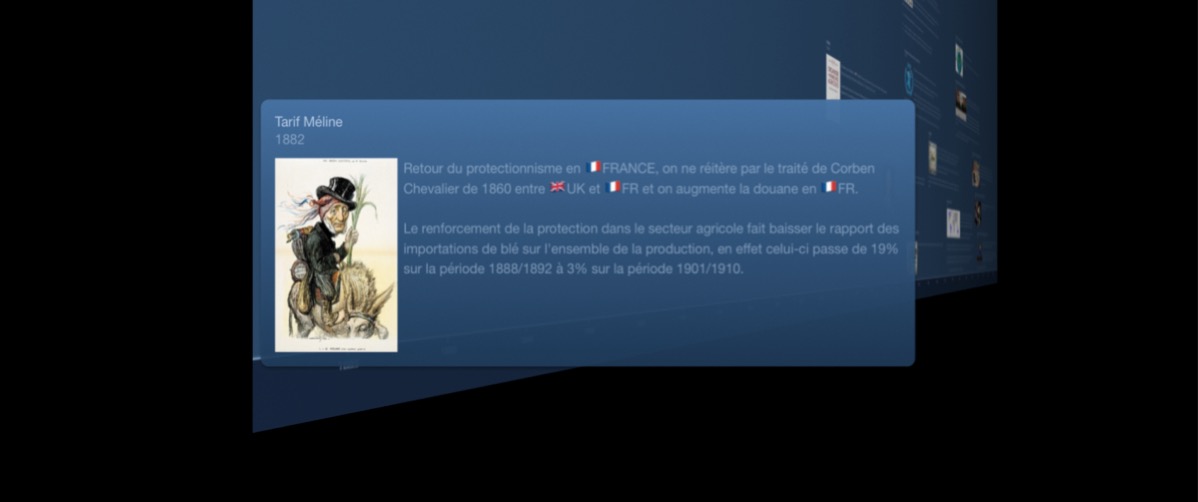 Tarif Méline
1882
Retour du protectionnisme en 🇫🇷FRANCE, on ne réitère par le traité de Corben
Chevalier de 1860 entre 🇬🇧UK et 🇫🇷FR et on augmente la douane en 🇫🇷FR.
Le renforcement de la protection dans le secteur agricole fait baisser le rapport des
importations de blé sur l'ensemble de la production, en effet celui-ci passe de 19%
sur la période 1888/1892 à 3% sur la période 1901/1910.